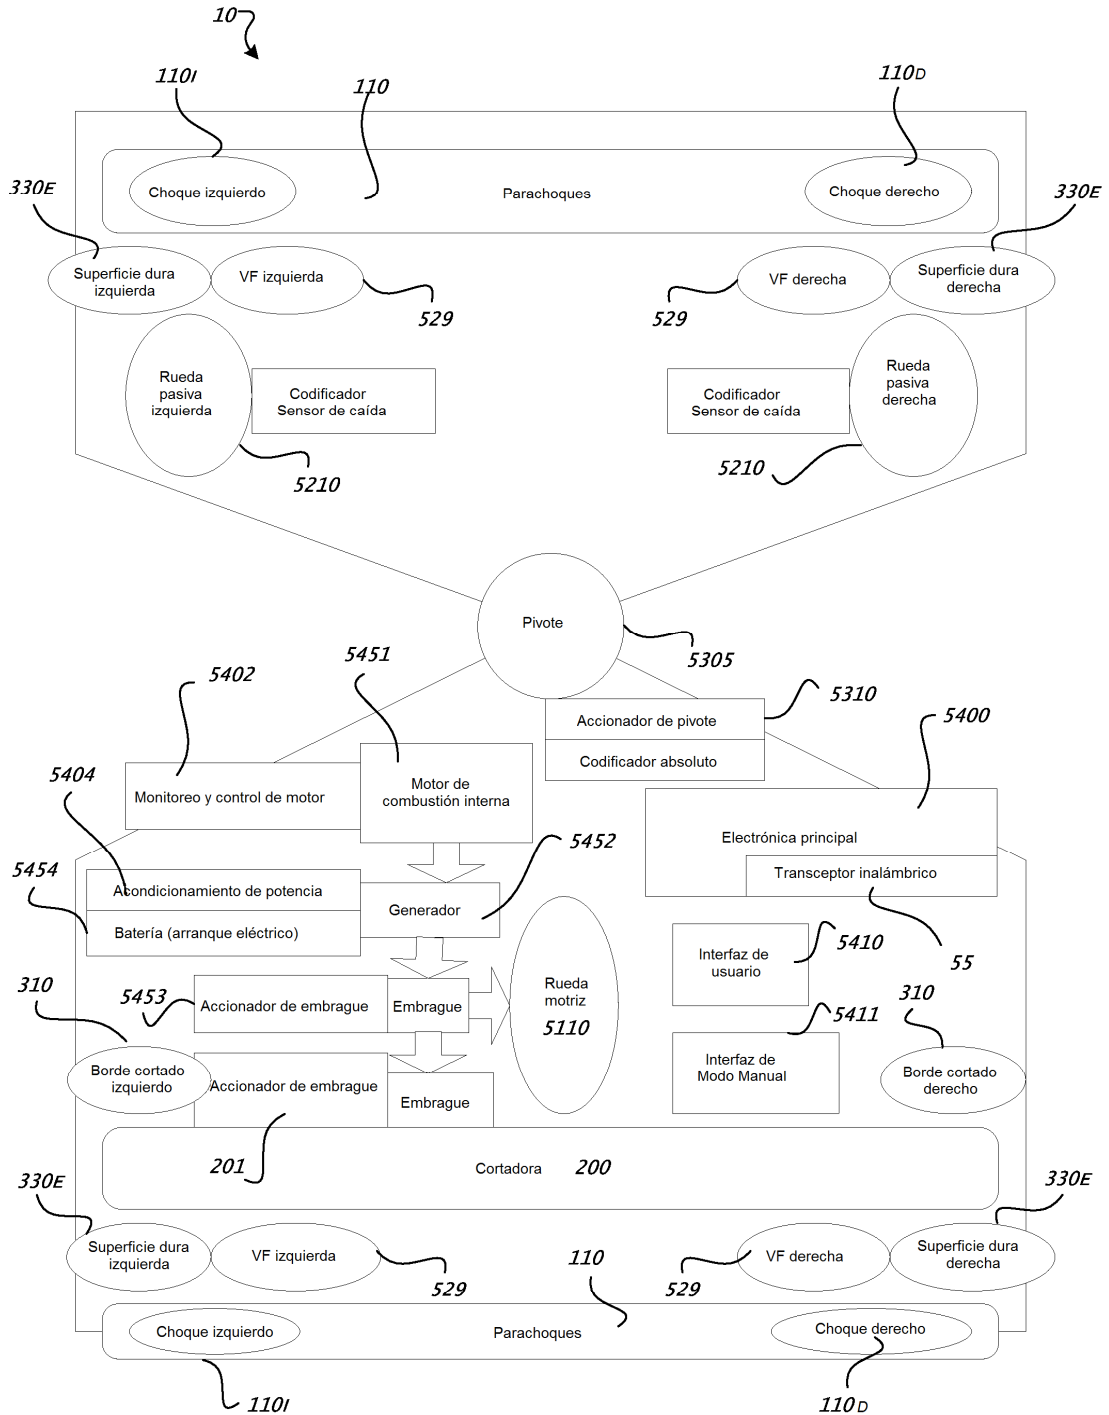 10
110I
110
110D
Choque izquierdo
Parachoques
Choque derecho
330E
330E
Superficie dura
izquierda
VF izquierda
VF derecha
Superficie dura
derecha
529
529
Rueda
pasiva
izquierda
Codificador
Sensor de caída
Codificador
Sensor de caída
Rueda
pasiva
derecha
5210
5210
Pivote
5305
5451
5402
5310
5400
Accionador de pivote
Codificador absoluto
5404
Monitoreo y control de motor
Motor de
combustión interna
5452
Electrónica principal
Transceptor inalámbrico
5454
Acondicionamiento de potencia
Generador
Batería (arranque eléctrico)
5410
55
Interfaz de
usuario
5453
310
Accionador de embrague
Embrague
Rueda
motriz
5110
5411
310
Borde cortado
izquierdo
Accionador de embrague
Embrague
Interfaz de
Modo Manual
Borde cortado
derecho
201
Cortadora 200
330E
330E
Superficie dura
izquierda
VF izquierda
VF derecha
Superficie dura
derecha
529
110
529
Choque izquierdo
Parachoques
Choque derecho
110I
110D